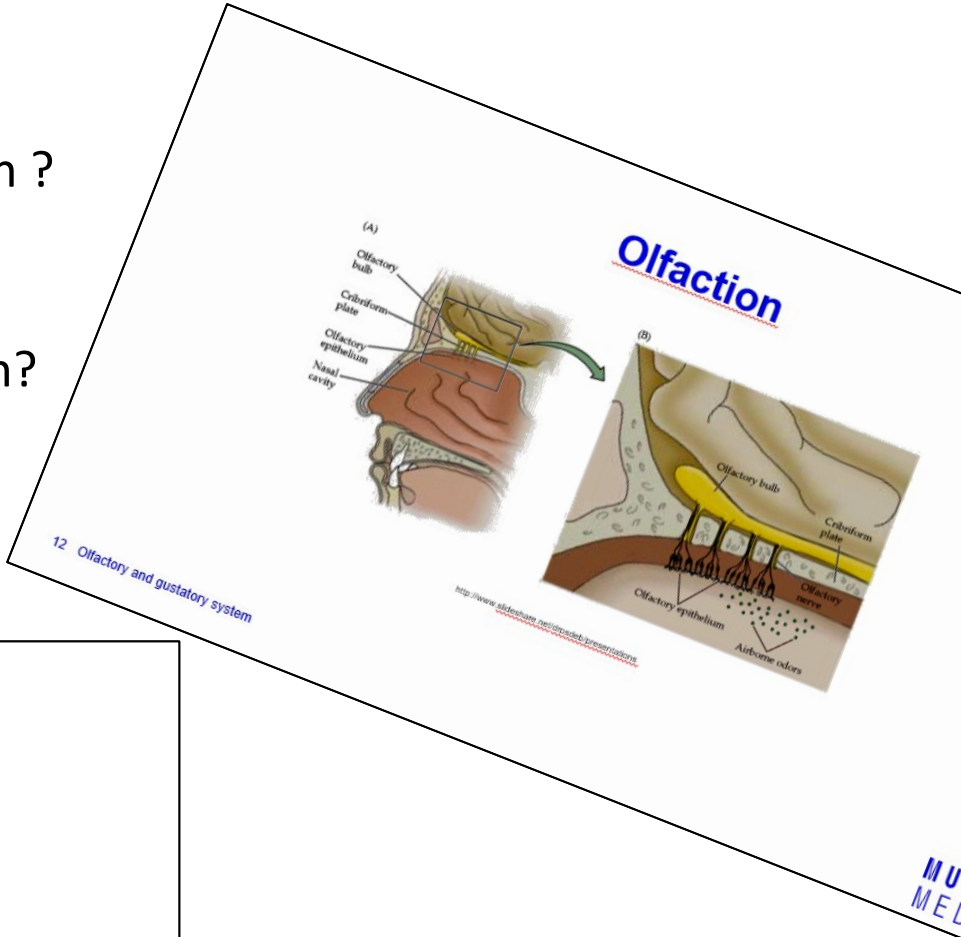 n ?
n?
Olfaction
(A)
Olfactory
bulb
Cribriform
plate
Olfactory
epithelium
Nasal
cavity
(B)
Olfactory bulb
Cribriform
plate
Olfactory
nerve
Olfactory epithelium
Airborne odors
http://www.slideshare.net/drpsdeb/presentations
12 Olfactory and gustatory system
MU
MED